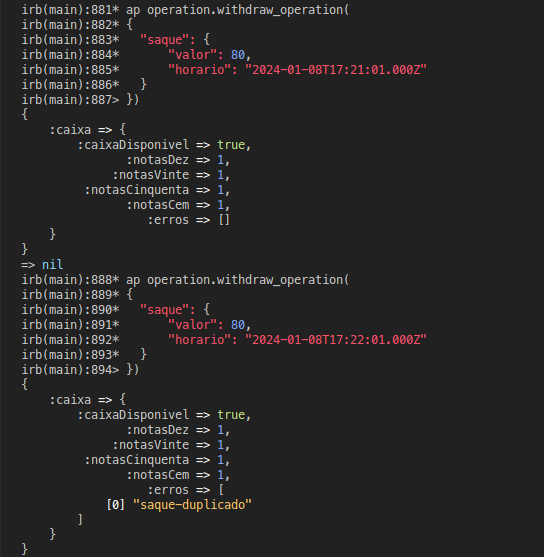 irb(main):881* ap operation.withdraw_operation(
irb(main):882* {
irb(main):883*   "saque": {
irb(main):884*       "valor": 80,
irb(main):885*       "horario": "2024-01-08T17:21:01.000Z"
irb(main):886*   }
irb(main):887> })
{
    :caixa => {
        :caixaDisponivel => true,
               :notasDez => 1,
             :notasVinte => 1,
         :notasCinquenta => 1,
               :notasCem => 1,
                  :erros => []
    }
}
=> nil
irb(main):888* ap operation.withdraw_operation(
irb(main):889* {
irb(main):890*   "saque": {
irb(main):891*       "valor": 80,
irb(main):892*       "horario": "2024-01-08T17:22:01.000Z"
irb(main):893*   }
irb(main):894> })
{
    :caixa => {
        :caixaDisponivel => true,
               :notasDez => 1,
             :notasVinte => 1,
         :notasCinquenta => 1,
               :notasCem => 1,
                  :erros => [
            [0] "saque-duplicado"
        ]
    }
}